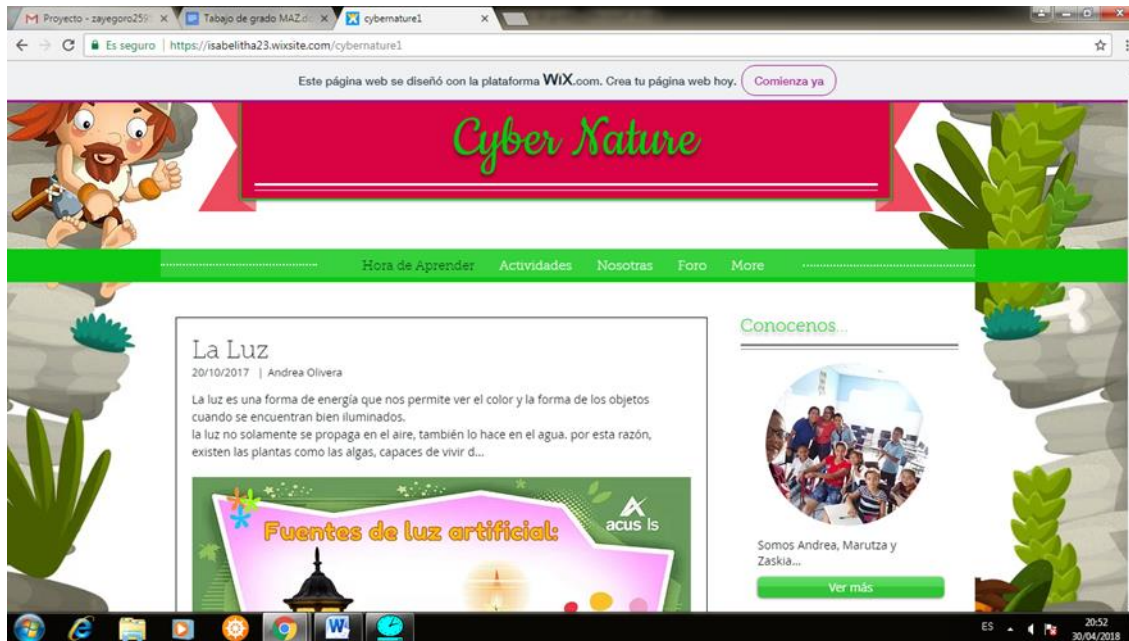 Proyecto - zayegoro259
Tabajo de grado MAZ.do
cybernature1
Es seguro | https://isabelitha23.wixsite.com/cybernature1
Este página web se diseñó con la plataforma WiX.com. Crea tu página web hoy. Comienza ya
Cyber Nature
Hora de Aprender Actividades Nosotras Foro More
La Luz
20/10/2017 | Andrea Olivera
La luz es una forma de energía que nos permite ver el color y la forma de los objetos
cuando se encuentran bien iluminados.
la luz no solamente se propaga en el aire, también lo hace en el agua. por esta razón,
existen las plantas como las algas, capaces de vivir d...
Fuentes de luz artificial:
acus ls
Conocenos...
Somos Andrea, Marutza y
Zaskia...
Ver más
ES
20:52
30/04/2018